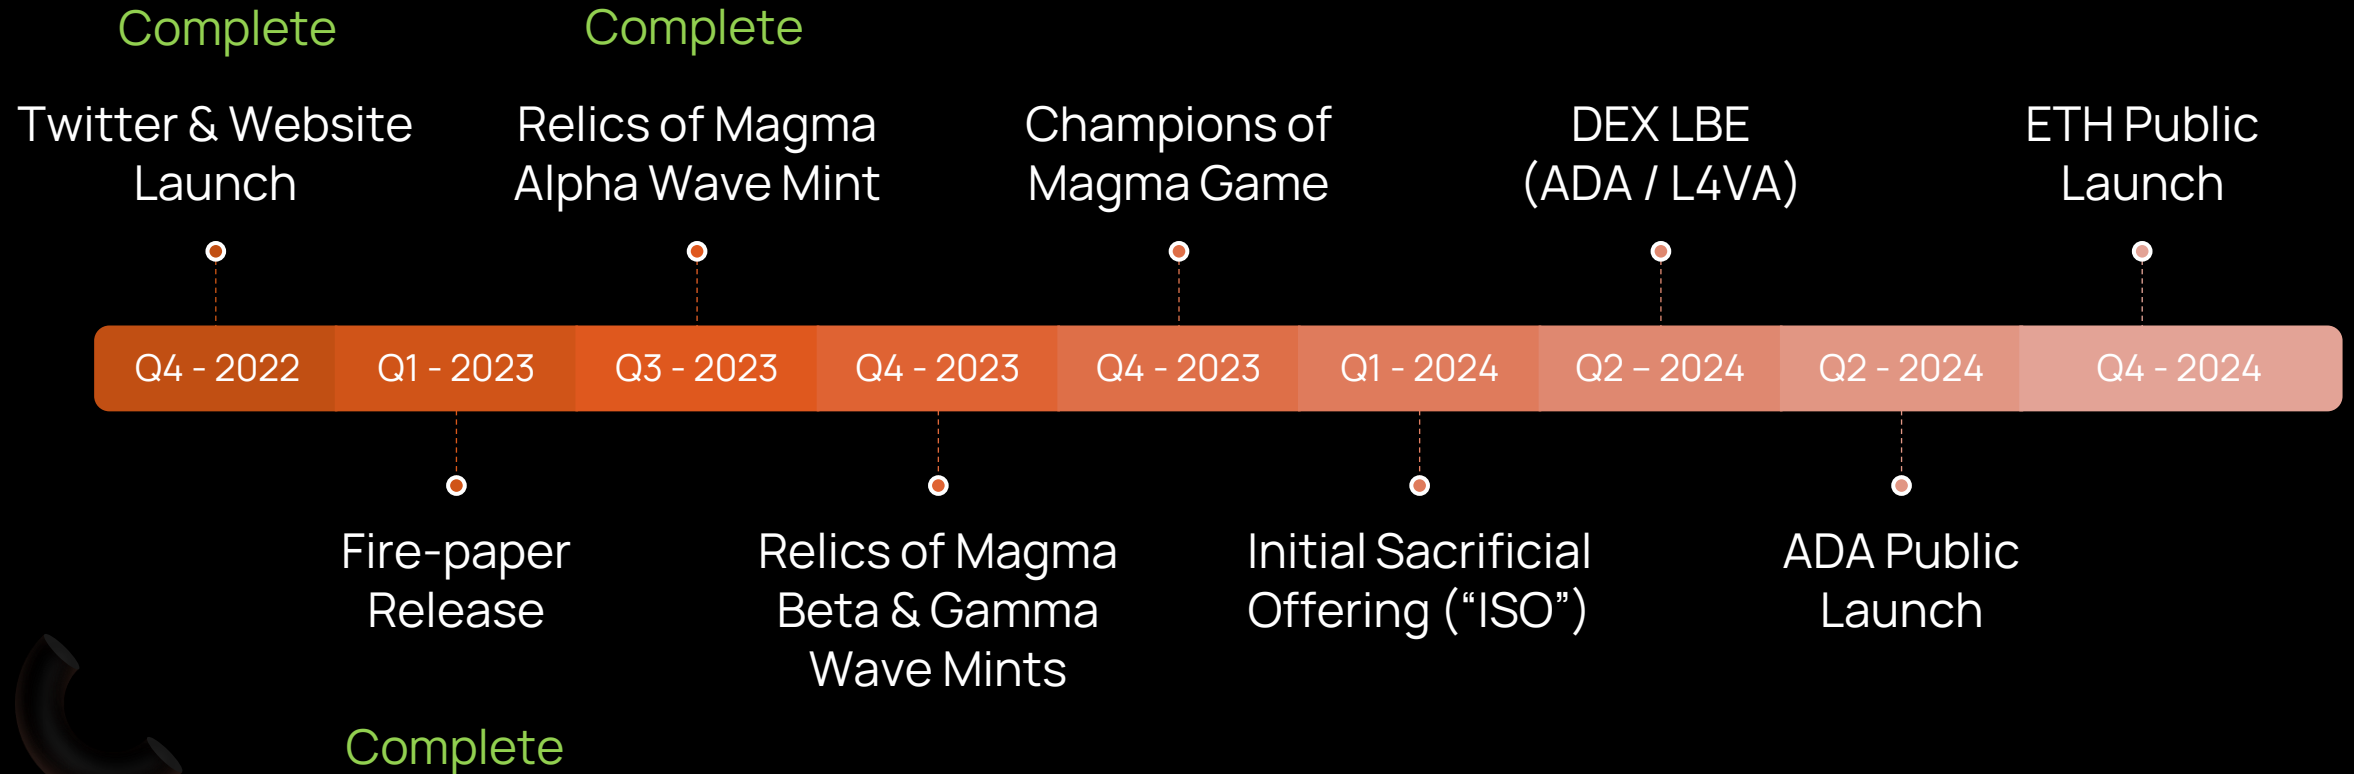 Complete
Complete
Twitter & Website
Launch
Relics of Magma
Alpha Wave Mint
Champions of
Magma Game
DEX LBE
(ADA / L4VA)
ETH Public
Launch
Q4 - 2022
Q1 - 2023
Q3 - 2023
Q4 - 2023
Q4 - 2023
Q1 - 2024
Q2 – 2024
Q2 - 2024
Q4 - 2024
Fire-paper
Release
Relics of Magma
Beta & Gamma
Wave Mints
Initial Sacrificial
Offering (“ISO”)
ADA Public
Launch
Complete